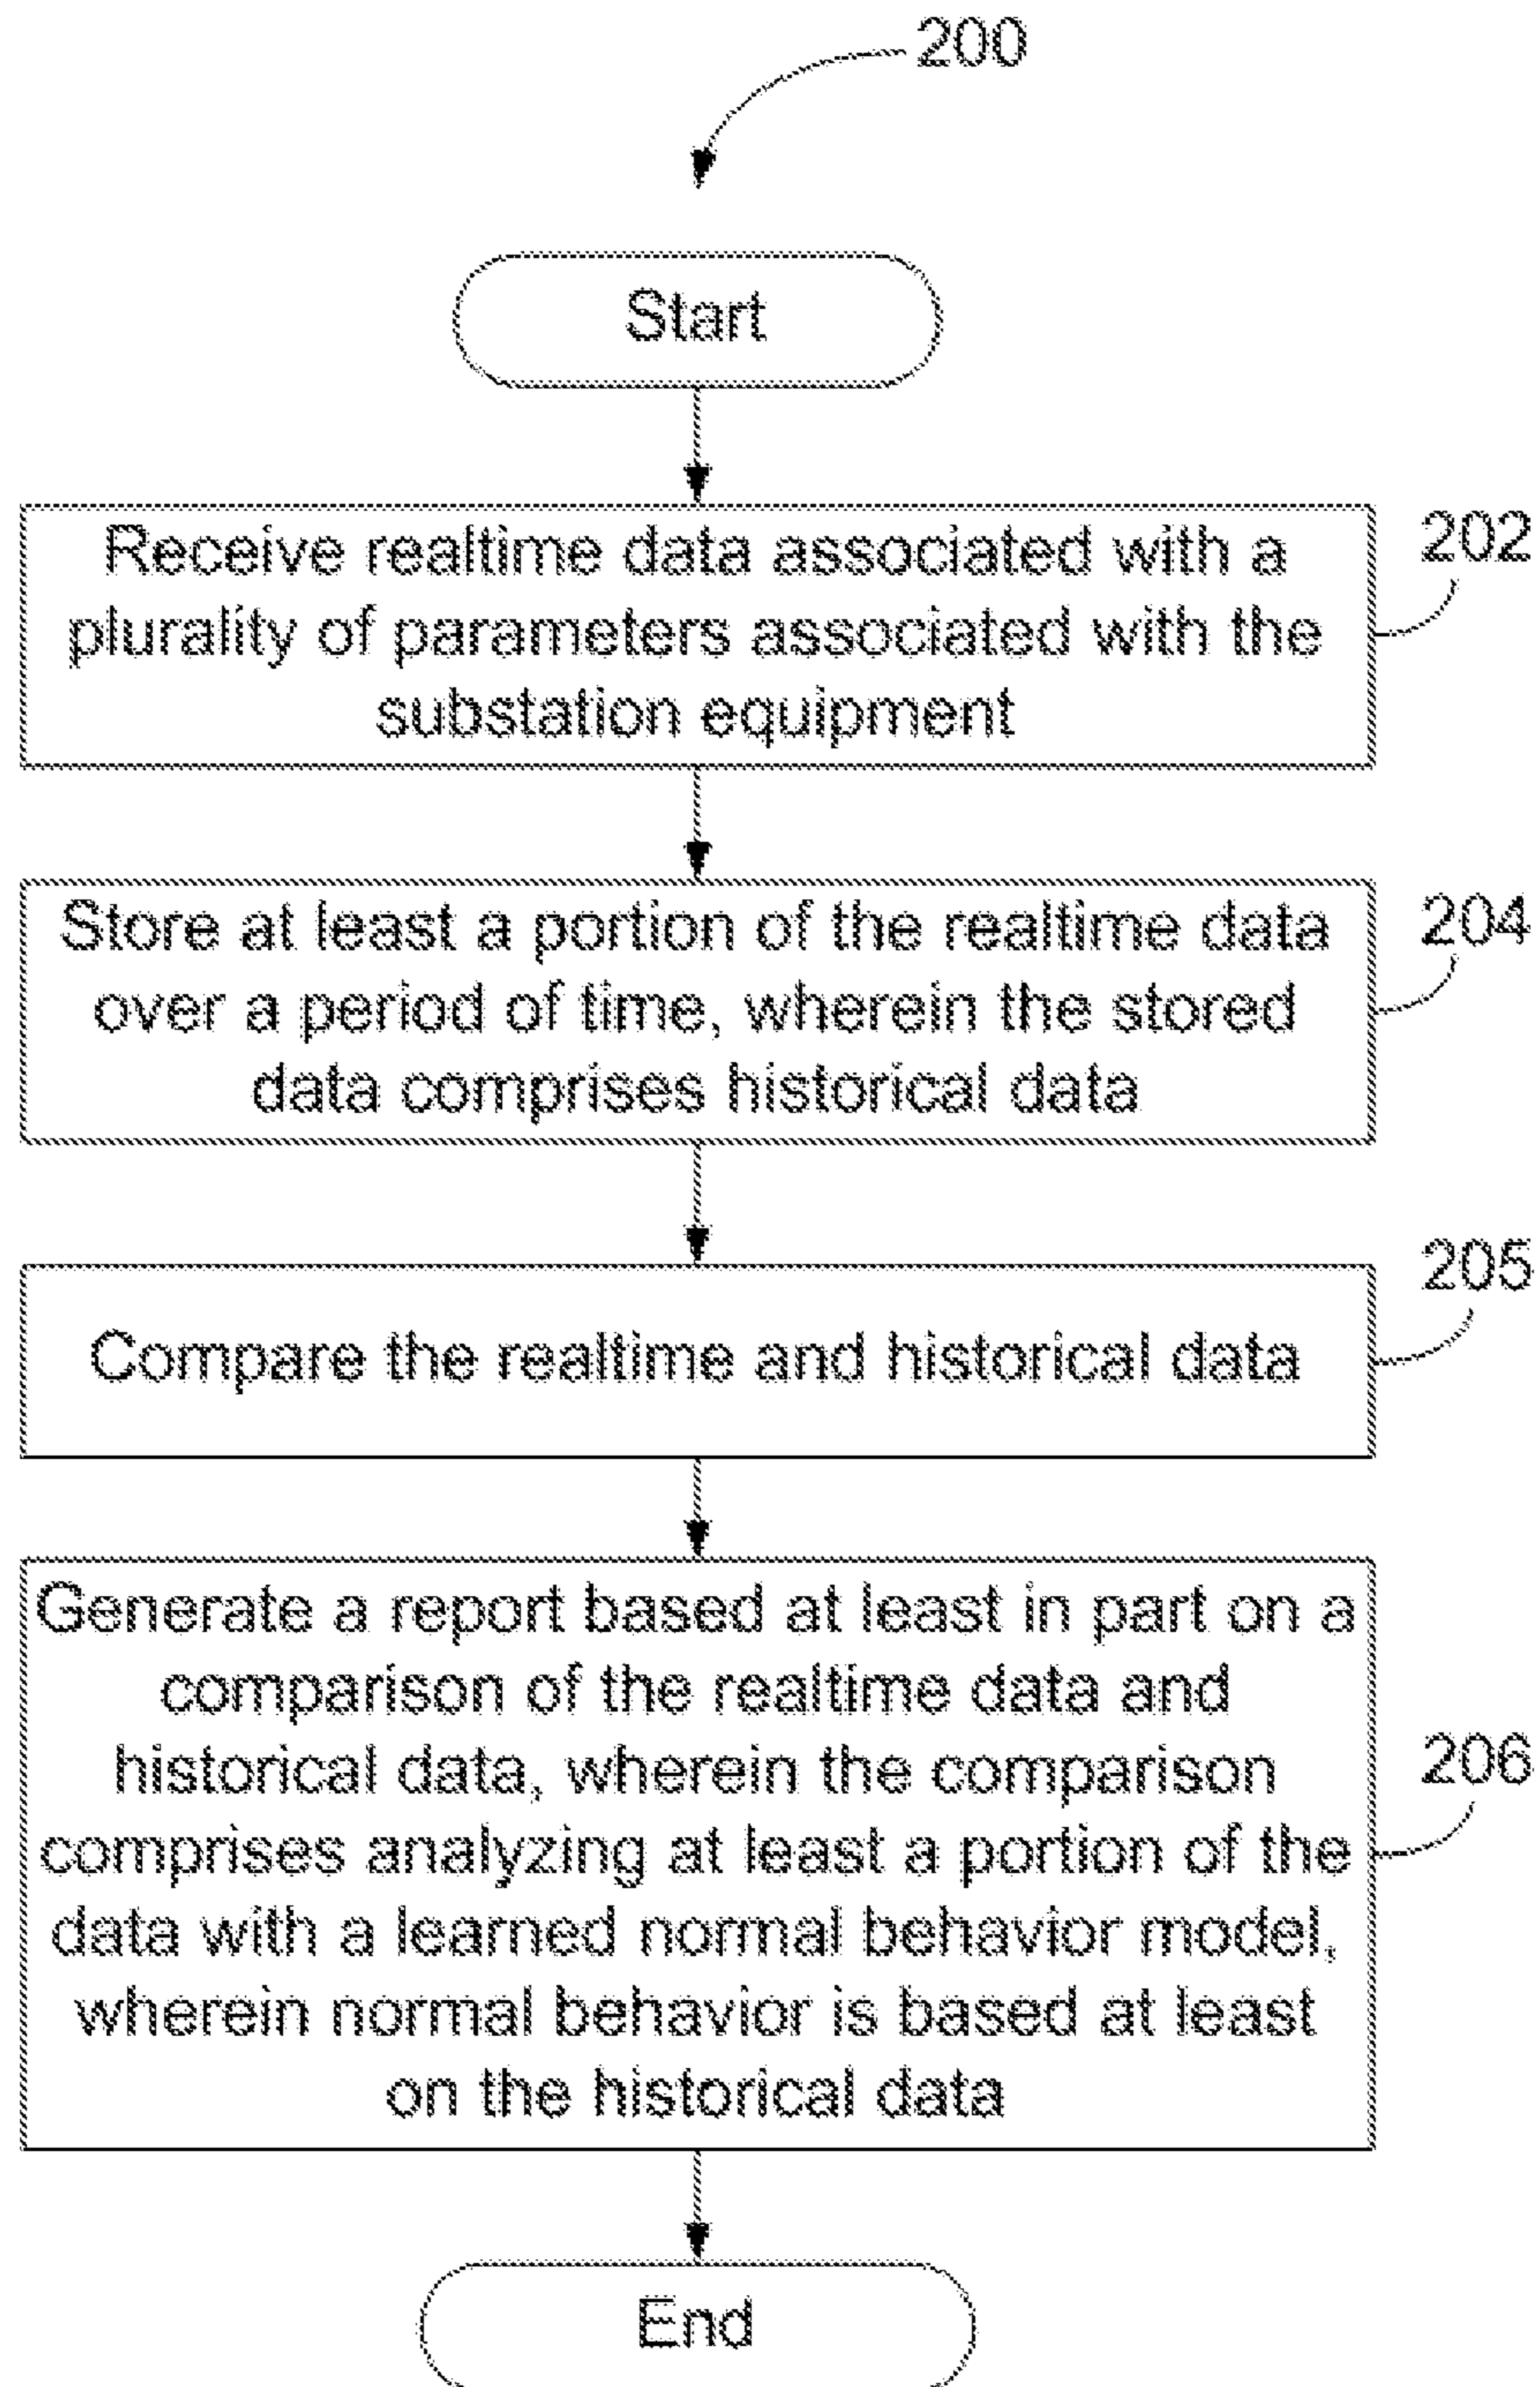 200
Start
Receive realtime data associated with a
plurality of parameters associated with the
substation equipment
202
Store at least a portion of the realtime data
over a period of time, wherein the stored
data comprises historical data
204
Compare the realtime and historical data
205
Generate a report based at least in part on a
comparison of the realtime data and
historical data, wherein the comparison
comprises analyzing at least a portion of the
data with a learned normal behavior model,
wherein normal behavior is based at least
on the historical data
206
End